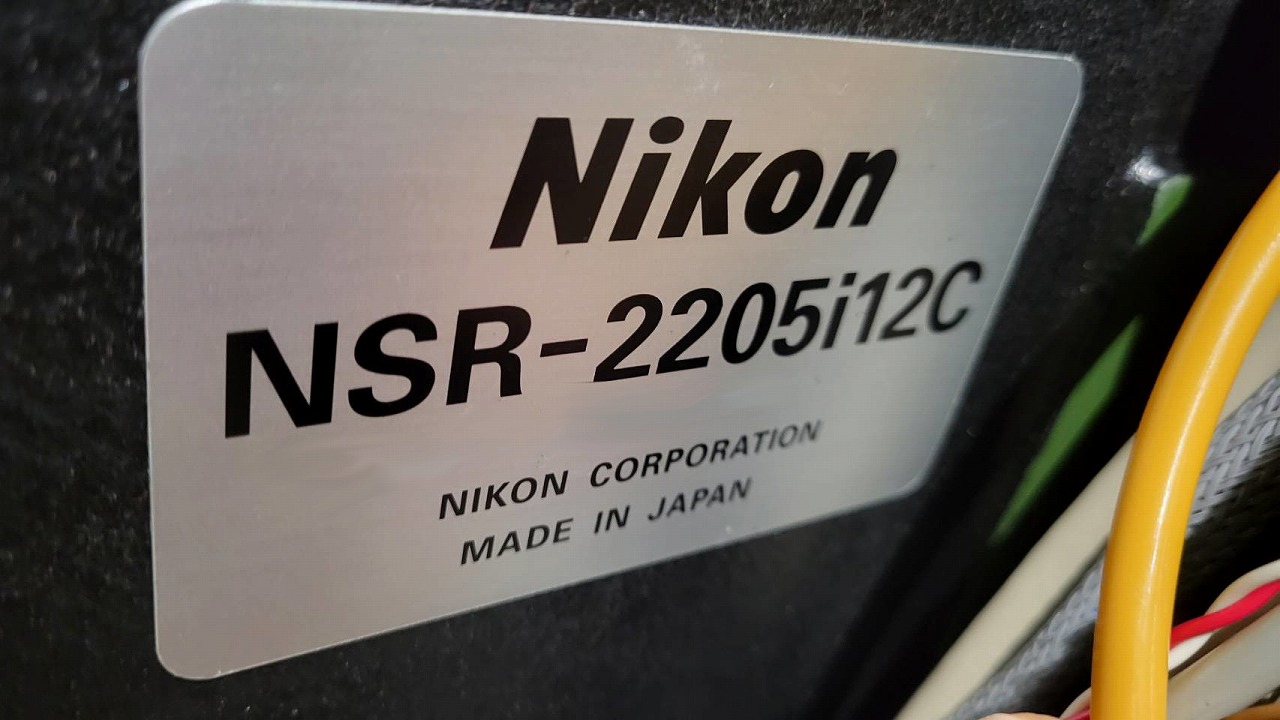 Nikon
NSR-2205i12C
NIKON CORPORATION
MADE IN JAPAN